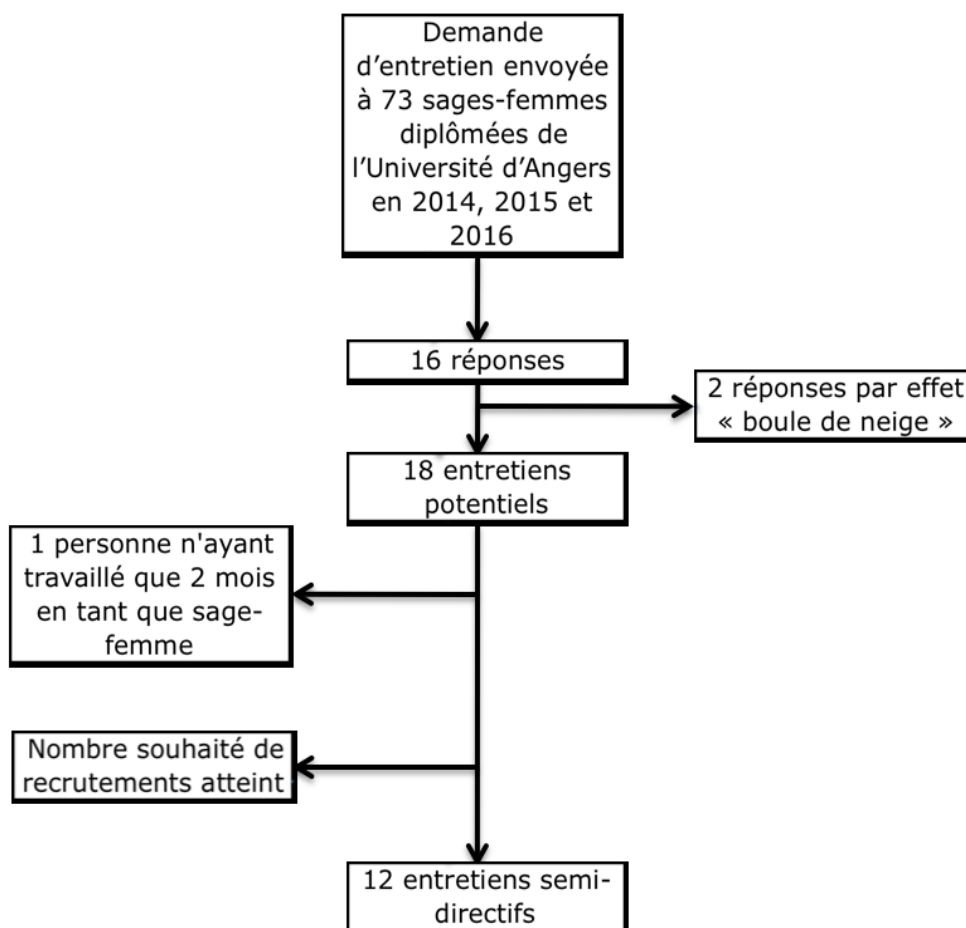 Demande
d’entretien envoyée
à 73 sages-femmes
diplômées de
l’Université d’Angers
en 2014, 2015 et
2016
16 réponses
2 réponses par effet
« boule de neige »
18 entretiens
potentiels
1 personne n'ayant
travaillé que 2 mois
en tant que sage-
femme
Nombre souhaité de
recrutements atteint
12 entretiens semi-
directifs